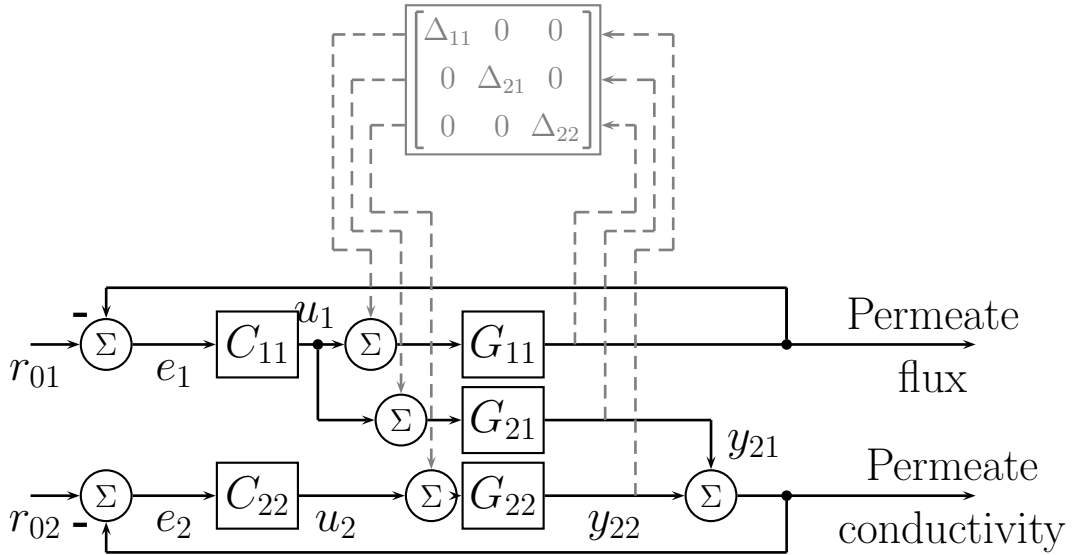 Δ11 0 0
0 Δ21 0
0 0 Δ22
- u1 Permeate
Σ C11 Σ G11
r01 e1 flux
Σ G21
y21
Permeate
Σ C22 Σ G22 Σ
r02 - e2 u2 y22 conductivity